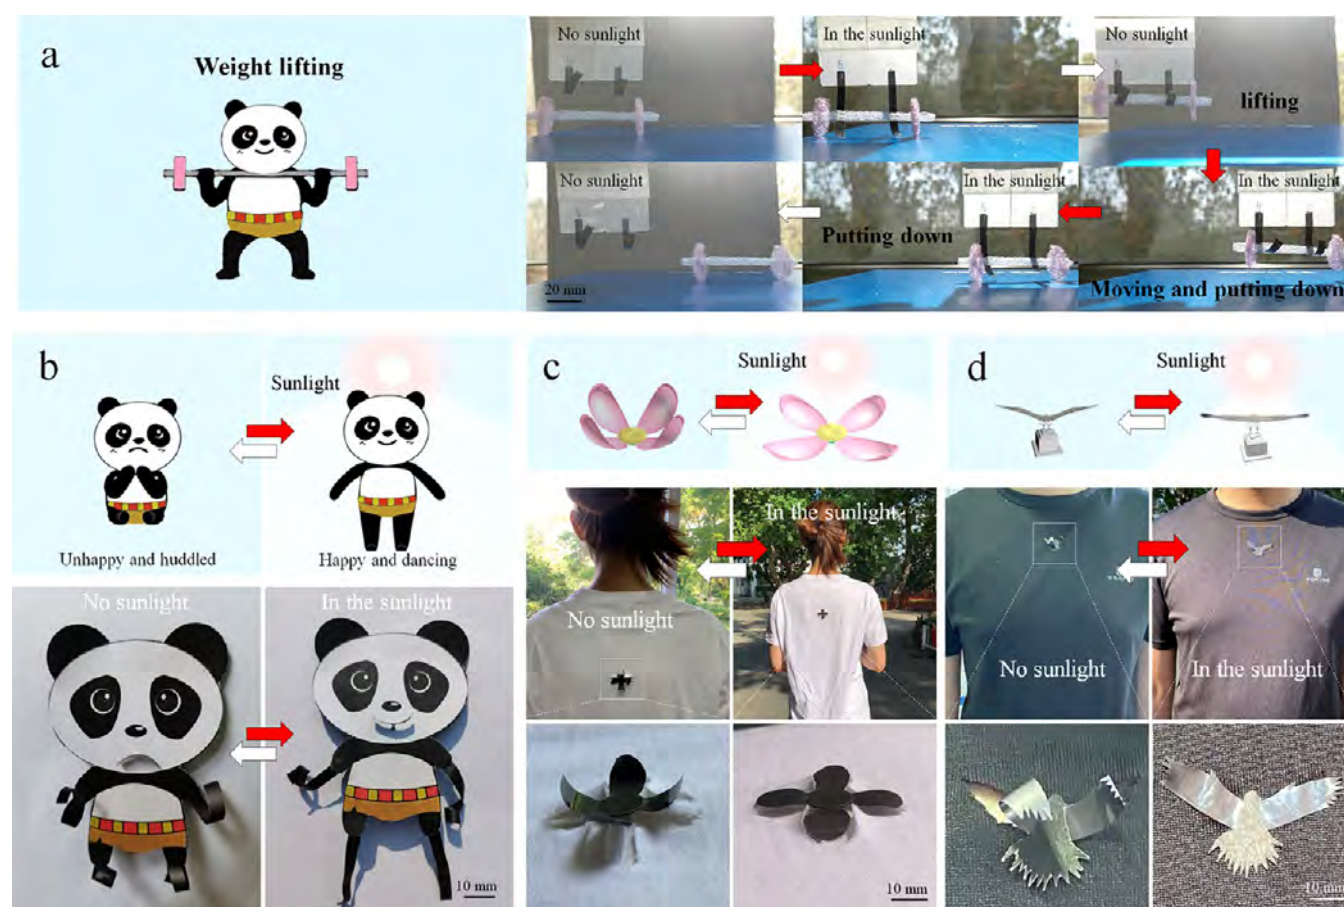 a
Weight lifting
No sunlight
In the sunlight
No sunlight
lifting
No sunlight
In the sunlight
In the sunlight
Putting down
Moving and putting down
20 mm
b
Sunlight
Unhappy and huddled
Happy and dancing
No sunlight
In the sunlight
10 mm
c
Sunlight
No sunlight
In the sunlight
10 mm
d
Sunlight
No sunlight
In the sunlight
10 mm